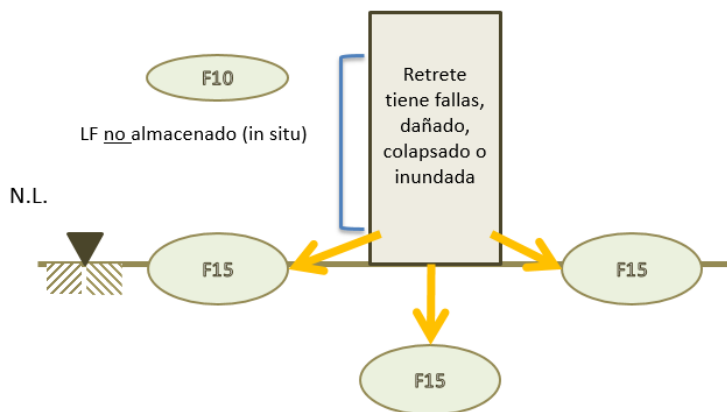 F10
Retrete
tiene fallas,
dañado,
colapsado o
inundada
LF no almacenado (in situ)
N.L.
F15
F15
F15